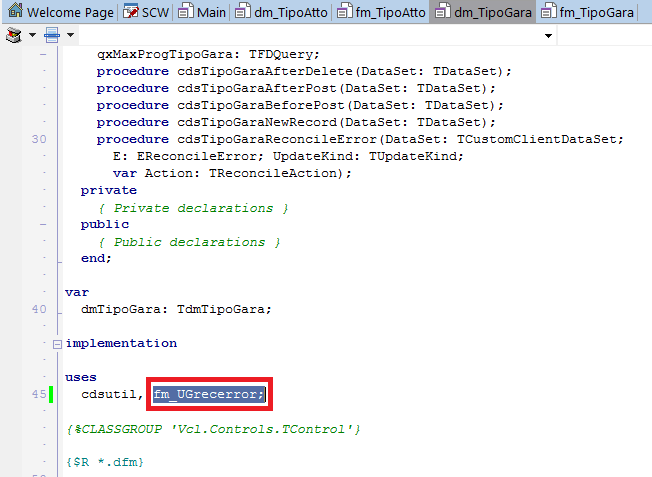 Welcome Page SCW Main dm_TipoAtto fm_TipoAtto dm_TipoGara fm_TipoGara
qxMaxProgTipoGara: TFDQuery;
procedure cdsTipoGaraAfterDelete(DataSet: TDataSet);
procedure cdsTipoGaraAfterPost(DataSet: TDataSet);
procedure cdsTipoGaraBeforePost(DataSet: TDataSet);
procedure cdsTipoGaraNewRecord(DataSet: TDataSet);
30 procedure cdsTipoGaraReconcileError(DataSet: TCustomClientDataSet;
E: EReconcileError; UpdateKind: TUpdateKind;
var Action: TReconcileAction);
private
{ Private declarations }
public
{ Public declarations }
end;
var
40 dmTipoGara: TdmTipoGara;
implementation
uses
45 cdsutil, fm_UGrecerror;
{%CLASSGROUP 'Vcl.Controls.TControl'}
{$R *.dfm}